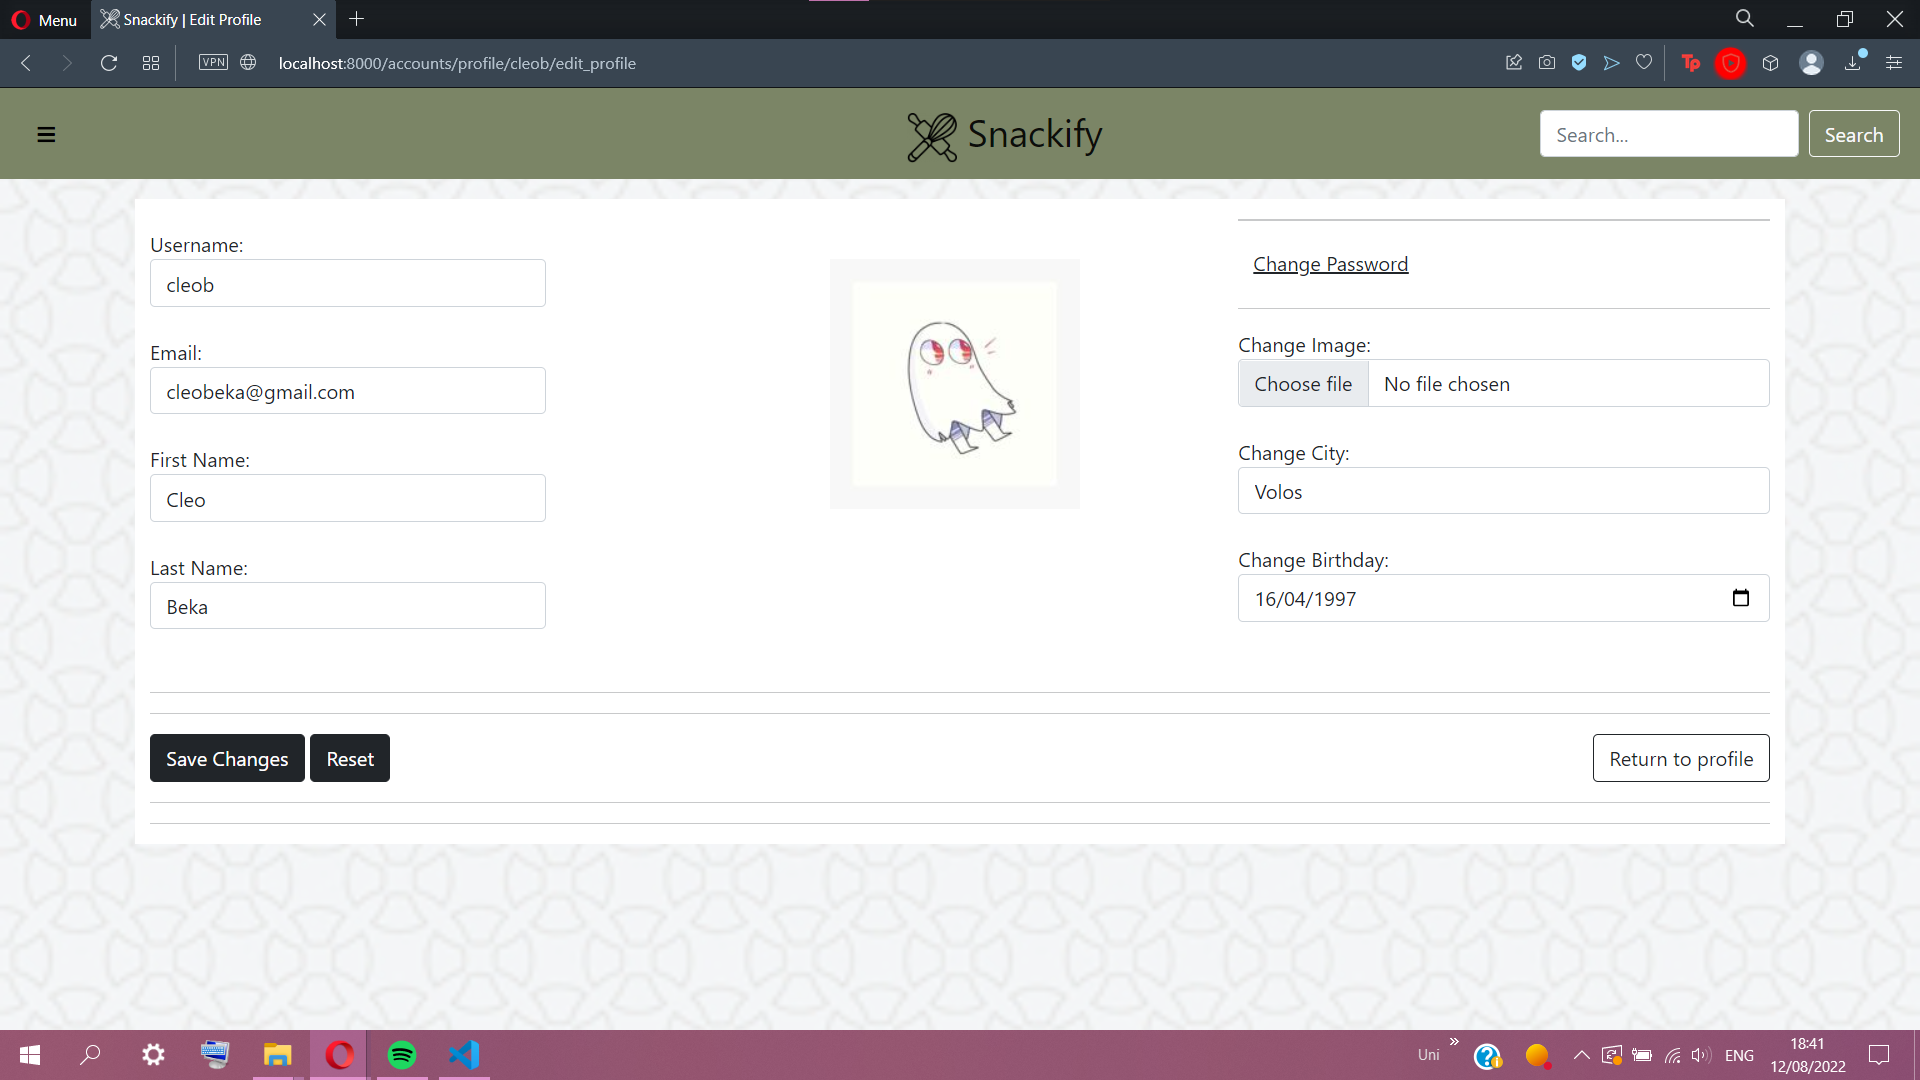 Menu
Snackify | Edit Profile
VPN
localhost:8000/accounts/profile/cleob/edit_profile
Tp
Snackify
Search...
Search
Username:
cleob
Email:
cleobeka@gmail.com
First Name:
Cleo
Last Name:
Beka
Change Password
Change Image:
Choose file
No file chosen
Change City:
Volos
Change Birthday:
16/04/1997
Save Changes
Reset
Return to profile
Uni
ENG
18:41
12/08/2022